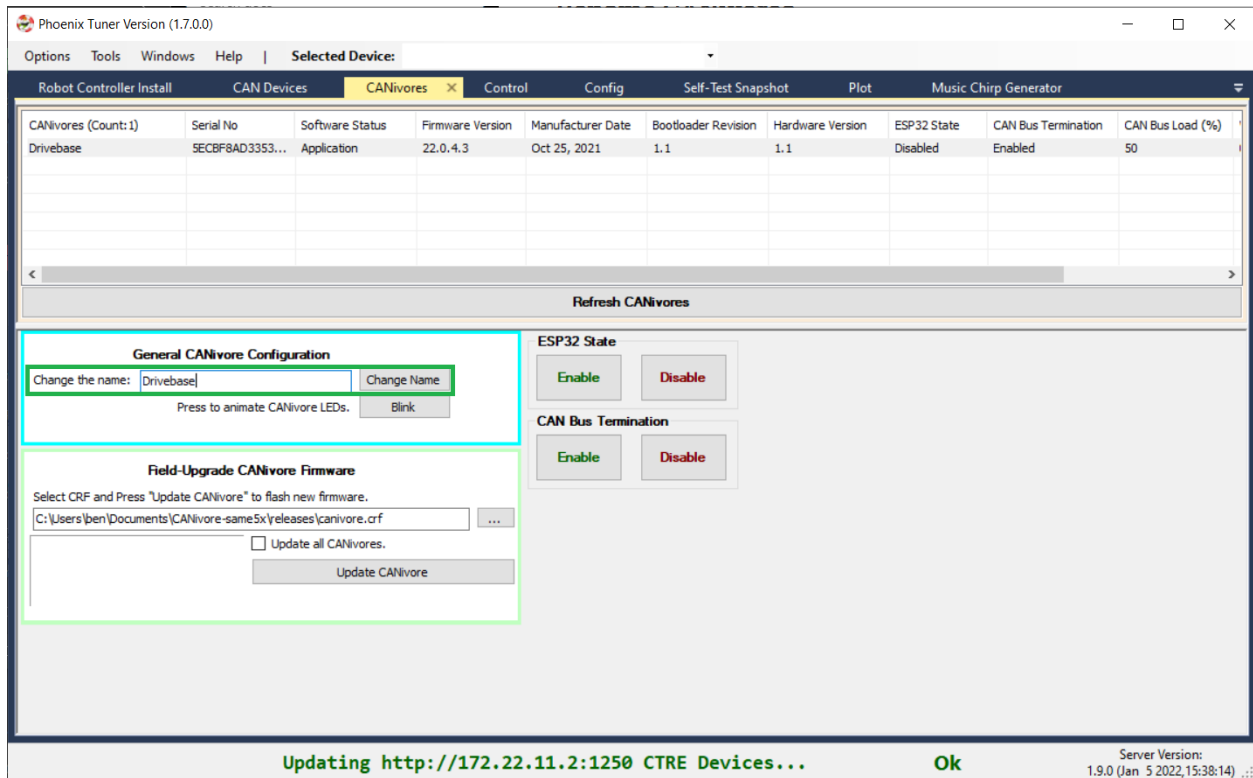 Phoenix Tuner Version (1.7.0.0)
Options Tools Windows Help | Selected Device:
Robot Controller Install CAN Devices CANivores × Control Config Self-Test Snapshot Plot Music Chirp Generator
CANivores (Count:1) Serial No Software Status Firmware Version Manufacturer Date Bootloader Revision Hardware Version ESP32 State CAN Bus Termination CAN Bus Load (%)
Drivebase 5ECBF8AD3353... Application 22.0.4.3 Oct 25, 2021 1.1 1.1 Disabled Enabled 50
Refresh CANivores
General CANivore Configuration
Change the name: Drivebase Change Name
Press to animate CANivore LEDs. Blink
Field-Upgrade CANivore Firmware
Select CRF and Press "Update CANivore" to flash new firmware.
C:\Users\ben\Documents\CANivore-same5x\releases\canivore.crf ...
Update all CANivores.
Update CANivore
ESP32 State
Enable Disable
CAN Bus Termination
Enable Disable
Updating http://172.22.11.2:1250 CTRE Devices... Ok
Server Version:
1.9.0 (Jan 5 2022,15:38:14)